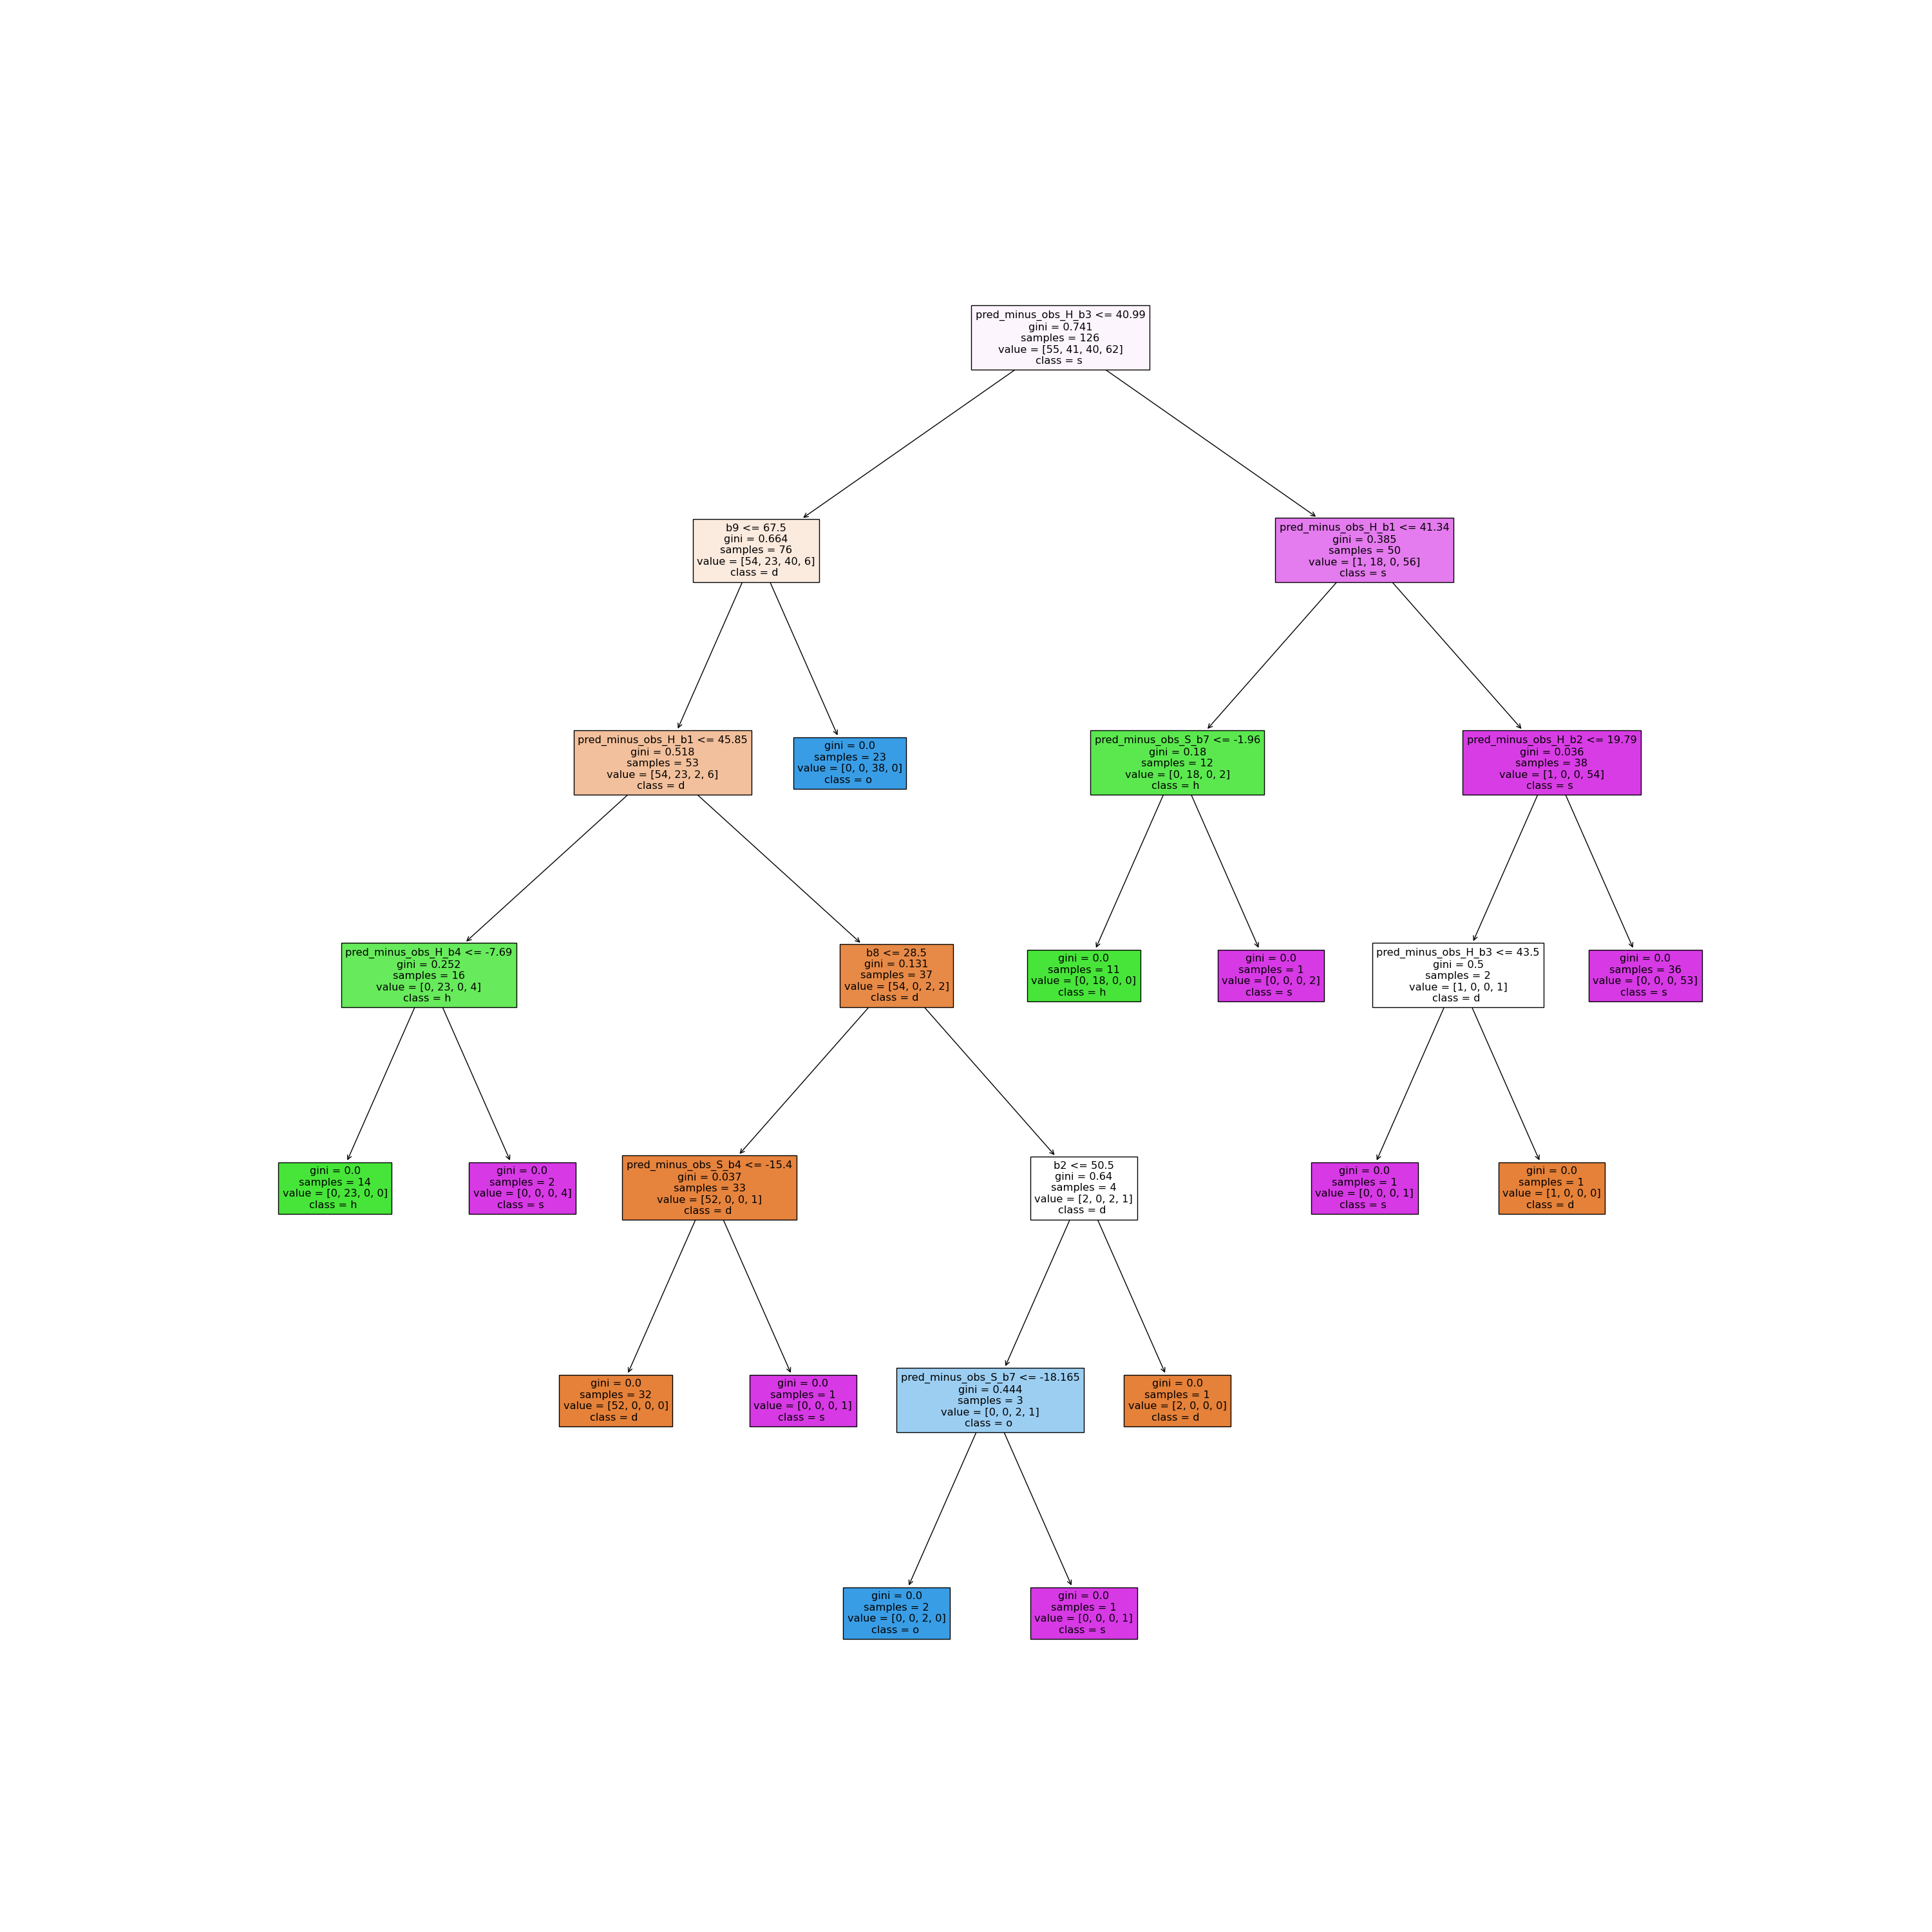 pred_minus_obs_H_b3 <= 40.99
gini = 0.741
samples = 126
value = [55, 41, 40, 62]
class = s
b9 <= 67.5
gini = 0.664
samples = 76
value = [54, 23, 40, 6]
class = d
pred_minus_obs_H_b1 <= 41.34
gini = 0.385
samples = 50
value = [1, 18, 0, 56]
class = s
pred_minus_obs_H_b1 <= 45.85
gini = 0.518
samples = 53
value = [54, 23, 2, 6]
class = d
gini = 0.0
samples = 23
value = [0, 0, 38, 0]
class = o
pred_minus_obs_S_b7 <= -1.96
gini = 0.18
samples = 12
value = [0, 18, 0, 2]
class = h
pred_minus_obs_H_b2 <= 19.79
gini = 0.036
samples = 38
value = [1, 0, 0, 54]
class = s
pred_minus_obs_H_b4 <= -7.69
gini = 0.252
samples = 16
value = [0, 23, 0, 4]
class = h
b8 <= 28.5
gini = 0.131
samples = 37
value = [54, 0, 2, 2]
class = d
gini = 0.0
samples = 11
value = [0, 18, 0, 0]
class = h
gini = 0.0
samples = 1
value = [0, 0, 0, 2]
class = s
pred_minus_obs_H_b3 <= 43.5
gini = 0.5
samples = 2
value = [1, 0, 0, 1]
class = d
gini = 0.0
samples = 36
value = [0, 0, 0, 53]
class = s
gini = 0.0
samples = 14
value = [0, 23, 0, 0]
class = h
gini = 0.0
samples = 2
value = [0, 0, 0, 4]
class = s
pred_minus_obs_S_b4 <= -15.4
gini = 0.037
samples = 33
value = [52, 0, 0, 1]
class = d
b2 <= 50.5
gini = 0.64
samples = 4
value = [2, 0, 2, 1]
class = d
gini = 0.0
samples = 1
value = [0, 0, 0, 1]
class = s
gini = 0.0
samples = 1
value = [1, 0, 0, 0]
class = d
gini = 0.0
samples = 32
value = [52, 0, 0, 0]
class = d
gini = 0.0
samples = 1
value = [0, 0, 0, 1]
class = s
pred_minus_obs_S_b7 <= -18.165
gini = 0.444
samples = 3
value = [0, 0, 2, 1]
class = o
gini = 0.0
samples = 1
value = [2, 0, 0, 0]
class = d
gini = 0.0
samples = 2
value = [0, 0, 2, 0]
class = o
gini = 0.0
samples = 1
value = [0, 0, 0, 1]
class = s